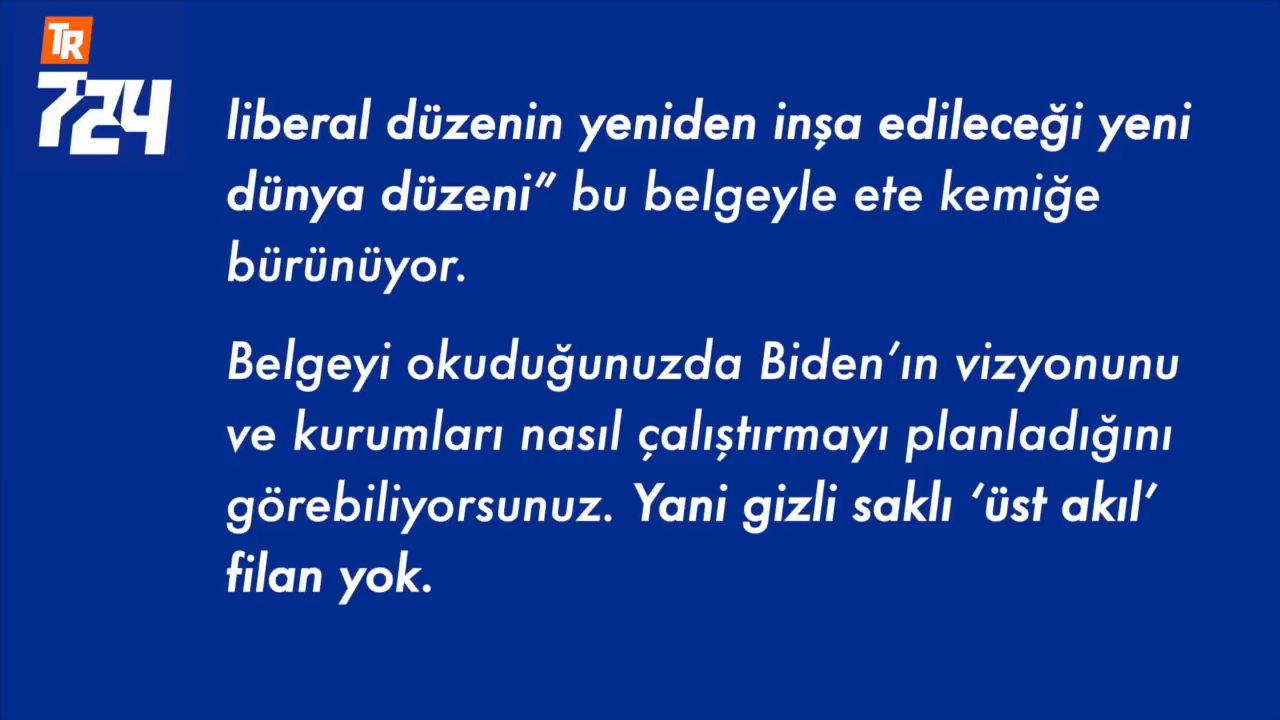 TR
724
liberal düzenin yeniden inşa edileceği yeni
dünya düzeni” bu belgeyle ete kemiğe
bürünüyor.
Belgeyi okuduğunuzda Biden’ın vizyonunu
ve kurumları nasıl çalıştırmayı planladığını
görebiliyorsunuz. Yani gizli saklı ‘üst akıl’
filan yok.